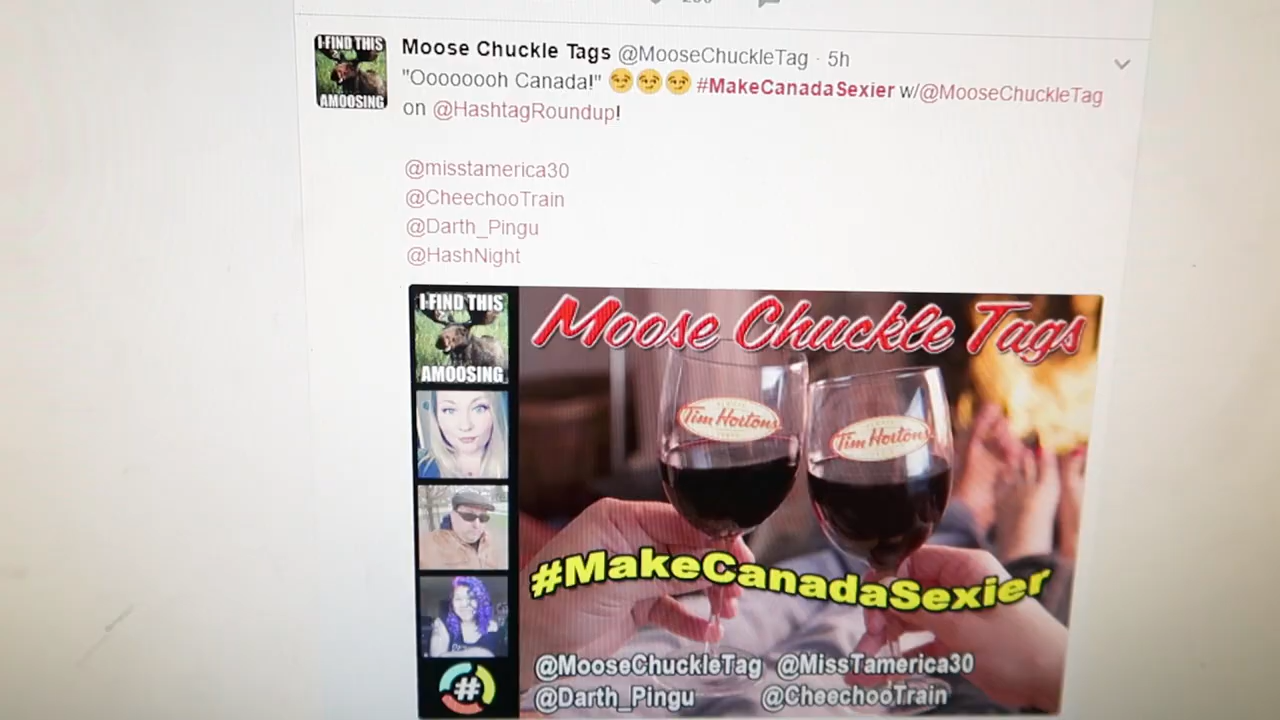 I FIND THIS
AMOOSING
Moose Chuckle Tags @MooseChuckleTag · 5h
"Oooooooh Canada!" 😏😏😏 #MakeCanadaSexier w/@MooseChuckleTag
on @HashtagRoundup!
@misstamerica30
@CheechooTrain
@Darth_Pingu
@HashNight
I FIND THIS
AMOOSING
Moose Chuckle Tags
Tim Hortons
Tim Hortons
#MakeCanadaSexier
#
@MooseChuckleTag @MissTamerica30
@Darth_Pingu @CheechooTrain